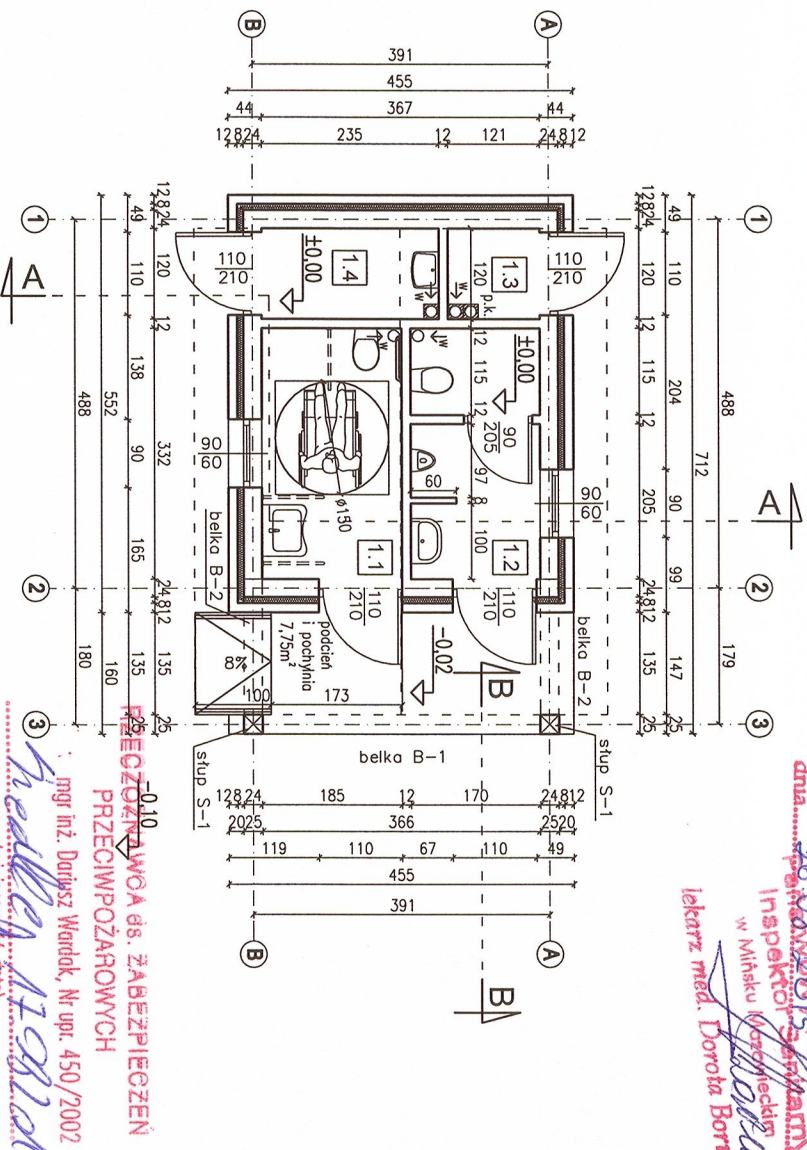 B
A
391
455
44
367
44
12 8 24
235
12
121
24 8 12
1
12 8 24
49
110
120
12
138
90
332
165
24 8 12
135
135
25
488
552
488
180
160
2
3
A
1
12 8 24
49
110
120
12
115
204
12
205
90
99
24 8 12
135
147
25
488
712
179
2
3
A
110
210
±0,00
1.4
w
w
120
p.k.
1.3
110
210
12
115
12
97
8
100
w
w
±0,00
90
205
60
90
60
90
60
ø150
1.1
1.2
110
210
110
210
belka B-2
belka B-2
podcień
i pochylnia
7,75m²
-0,02
B
8%
100
173
belka B-1
słup S-1
słup S-1
-0,10
12 8 24
185
12
170
24 8 12
20 25
366
25 20
119
110
67
110
49
455
391
B
A
B
RZECZOZNAWCA ds. ZABEZPIECZEŃ
PRZECIWPOŻAROWYCH
mgr inż. Dariusz Wardak, Nr upr. 450/2002
dnia
Inspektor Sanitarny
w Mińsku Mazowieckim
lekarz med. Dorota